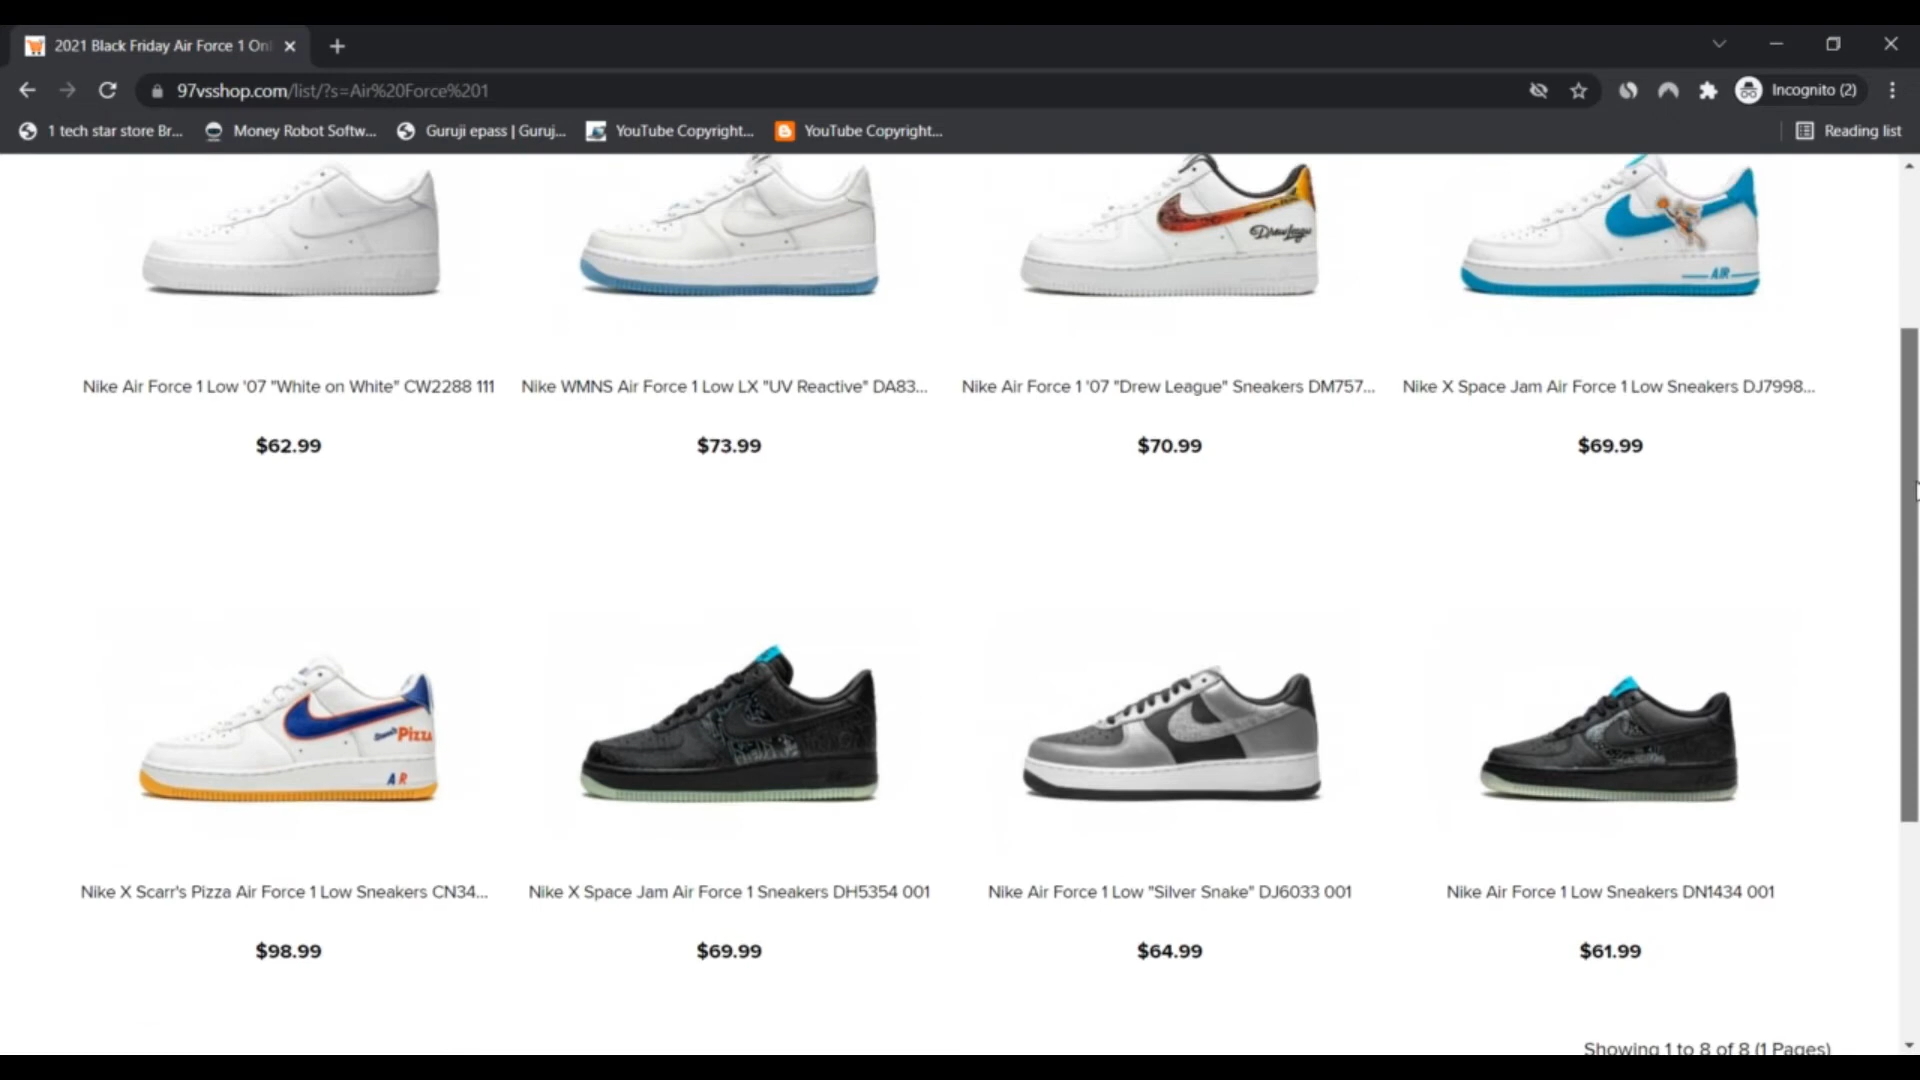 2021 Black Friday Air Force 1 Onl
97vsshop.com/list/?s=Air%20Force%201
Incognito (2)
1 tech star store Br...
Money Robot Softw...
Guruji epass | Guruj...
YouTube Copyright...
YouTube Copyright...
Reading list
Drew League
AIR
Nike Air Force 1 Low '07 "White on White" CW2288 111
Nike WMNS Air Force 1 Low LX "UV Reactive" DA83...
Nike Air Force 1 '07 "Drew League" Sneakers DM757...
Nike X Space Jam Air Force 1 Low Sneakers DJ7998...
$62.99
$73.99
$70.99
$69.99
Pizza
A R
Nike X Scarr's Pizza Air Force 1 Low Sneakers CN34...
Nike X Space Jam Air Force 1 Sneakers DH5354 001
Nike Air Force 1 Low "Silver Snake" DJ6033 001
Nike Air Force 1 Low Sneakers DN1434 001
$98.99
$69.99
$64.99
$61.99
Showing 1 to 8 of 8 (1 Pages)